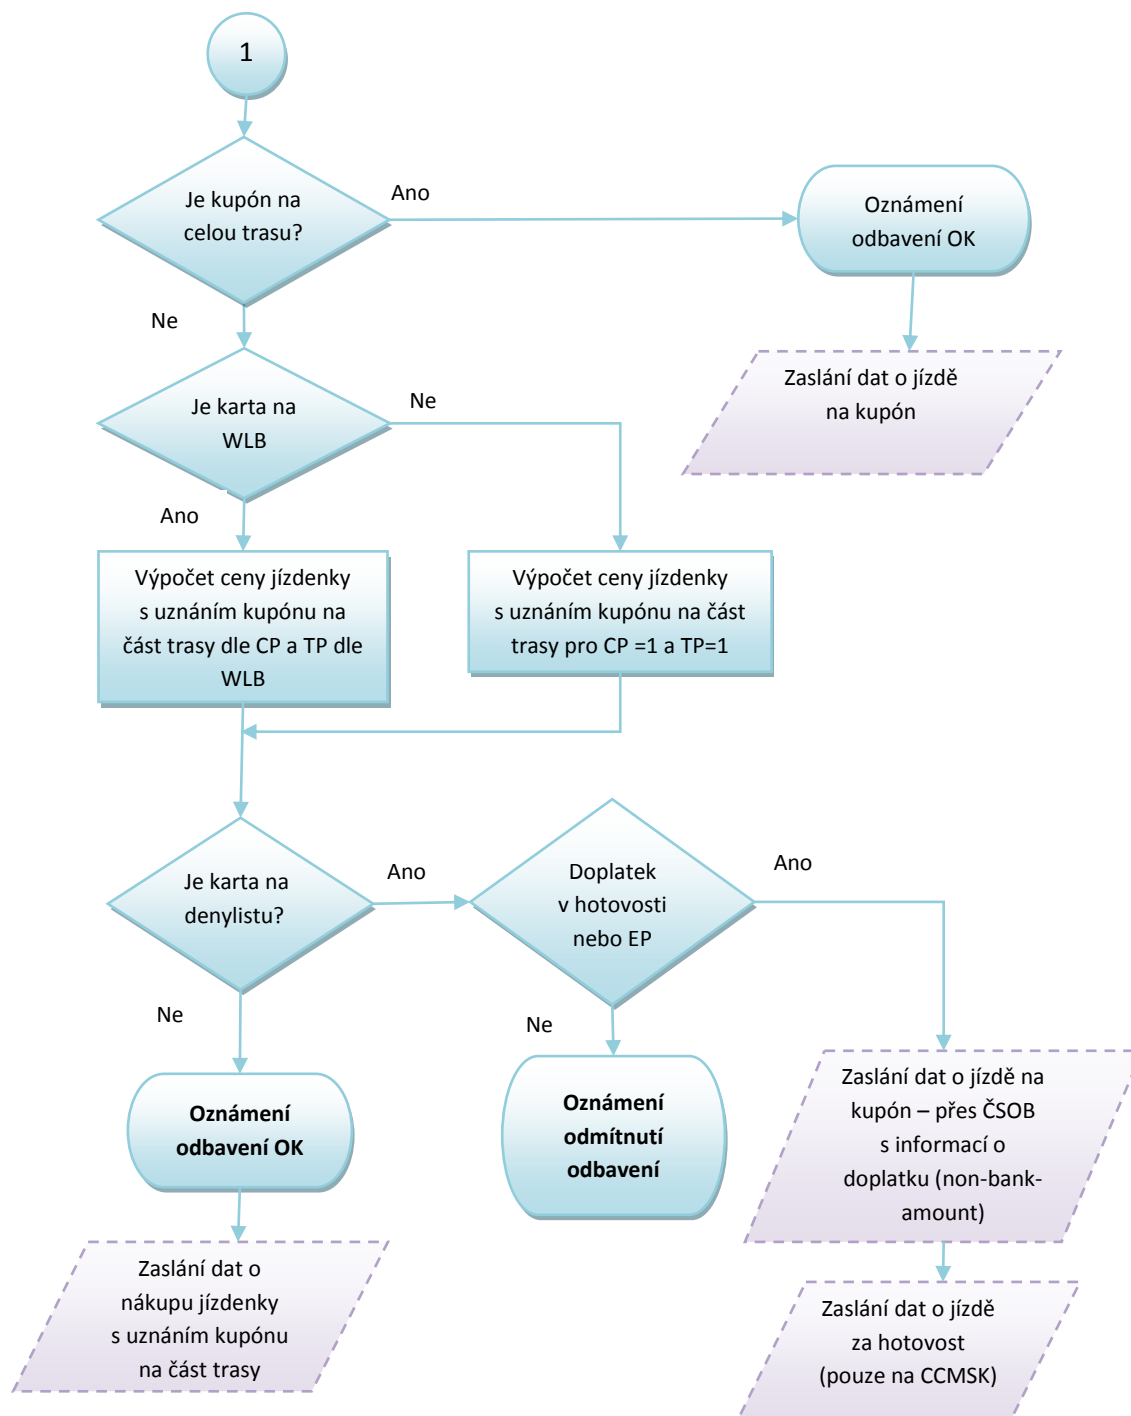 1
Je kupón na
celou trasu?
Ano
Oznámení
odbavení OK
Ne
Zaslání dat o jízdě
na kupón
Je karta na
WLB
Ne
Ano
Výpočet ceny jízdenky
s uznáním kupónu na
část trasy dle CP a TP dle
WLB
Výpočet ceny jízdenky
s uznáním kupónu na část
trasy pro CP =1 a TP=1
Je karta na
denylistu?
Ano
Doplatek
v hotovosti
nebo EP
Ano
Ne
Ne
Oznámení
odbavení OK
Oznámení
odmítnutí
odbavení
Zaslání dat o jízdě na
kupón – přes ČSOB
s informací o
doplatku (non-bank-
amount)
Zaslání dat o
nákupu jízdenky
s uznáním kupónu
na část trasy
Zaslání dat o jízdě
za hotovost
(pouze na CCMSK)